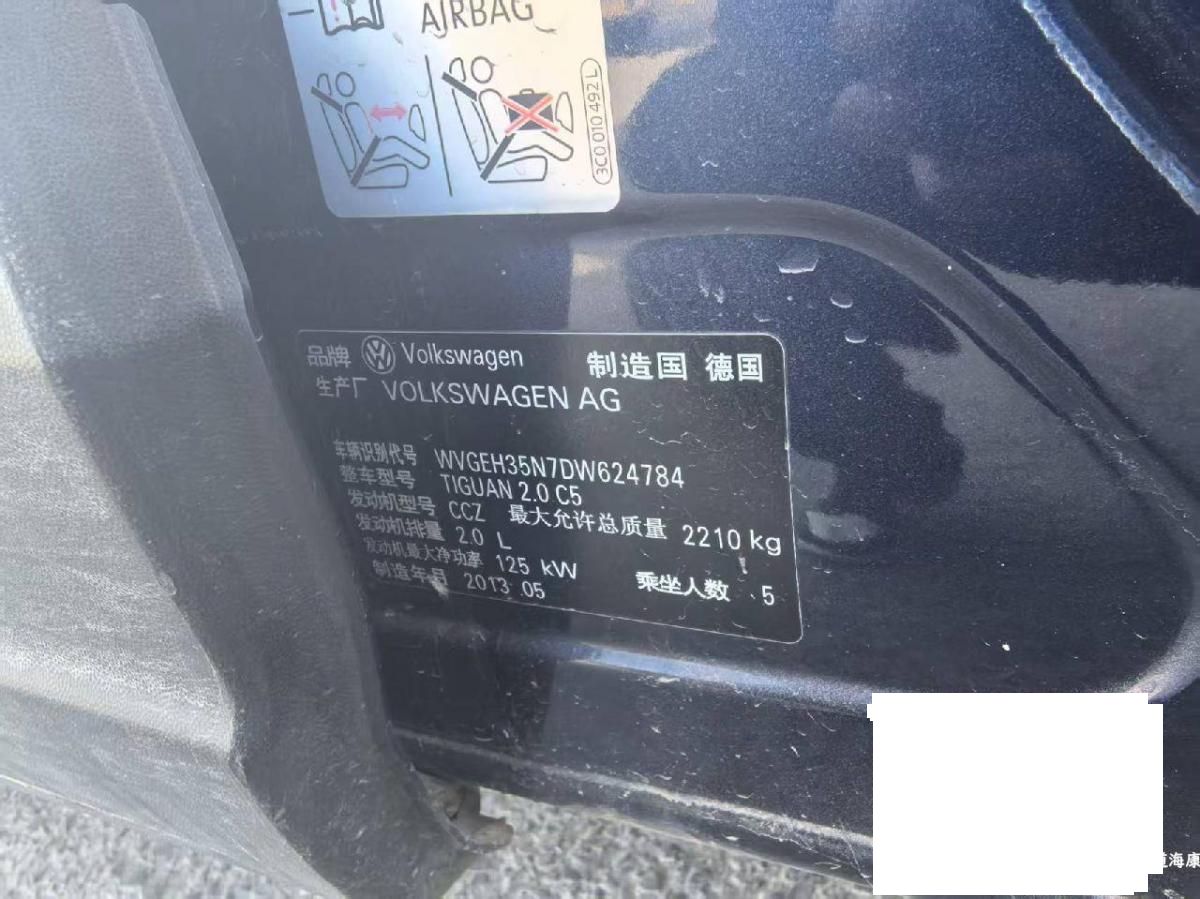 AIRBAG
3C0 010 492 L
品牌 Volkswagen 制造国 德国
生产厂 VOLKSWAGEN AG
车辆识别代号 WVGEH35N7DW624784
整车型号 TIGUAN 2.0 C5
发动机型号 CCZ 最大允许总质量 2210 kg
发动机排量 2.0 L
发动机最大净功率 125 kW 乘坐人数 5
制造年月 2013 05
道海康